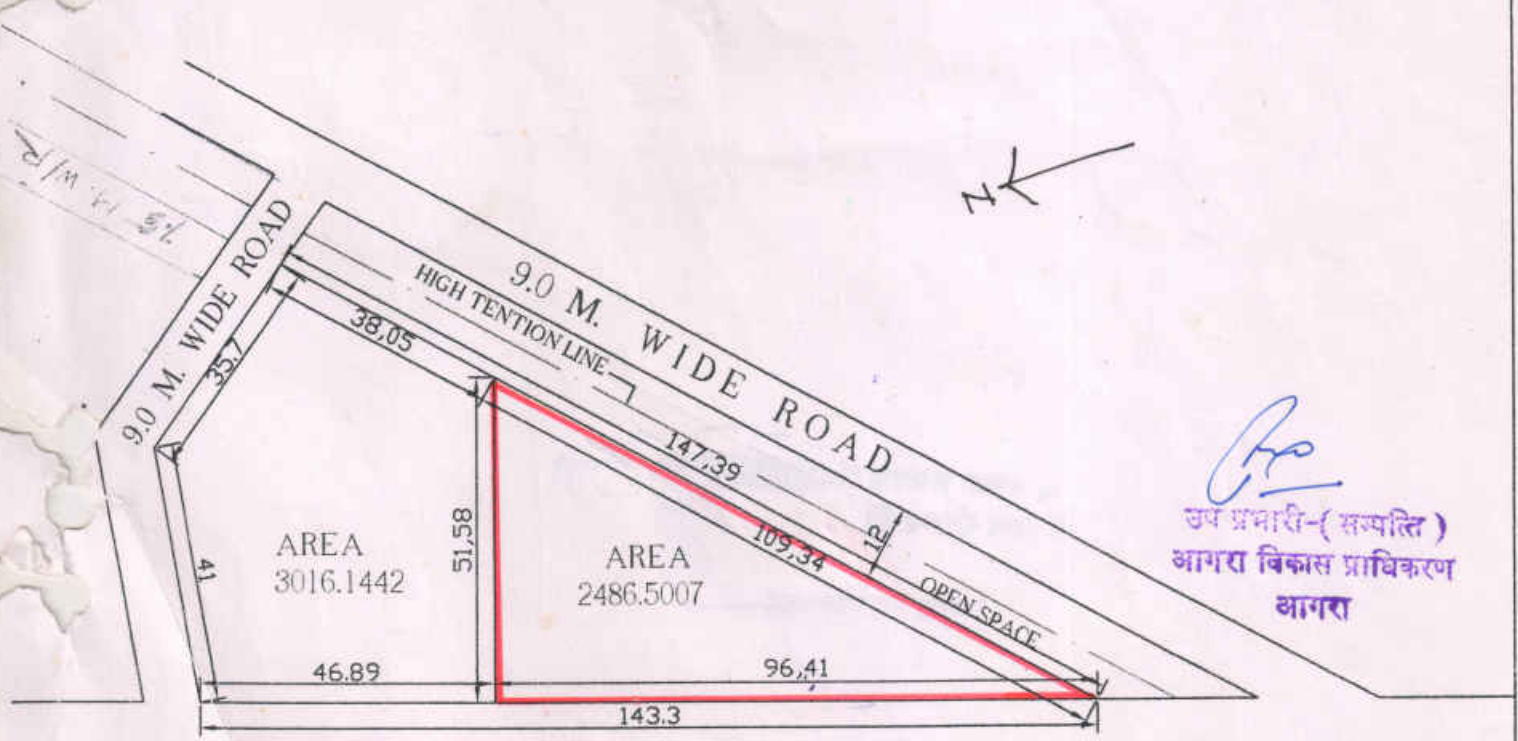 7.5 M. W/R
9.0 M. WIDE ROAD
9.0 M. WIDE ROAD
N
HIGH TENTION LINE
38,05
35.7
147,39
109,34
12
OPEN SPACE
41
51,58
AREA
3016.1442
AREA
2486.5007
46.89
96,41
143.3
उप प्रभारी-( सम्पत्ति )
आगरा विकास प्राधिकरण
आगरा